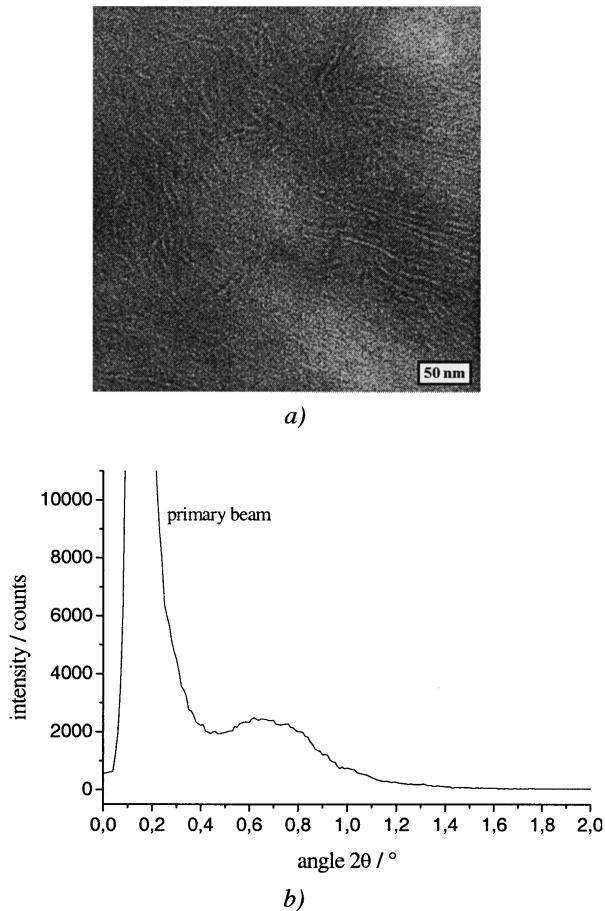 50 nm
a)
10000
8000
6000
4000
2000
0
intensity / counts
primary beam
0,0 0,2 0,4 0,6 0,8 1,0 1,2 1,4 1,6 1,8 2,0
angle 2θ / °
b)